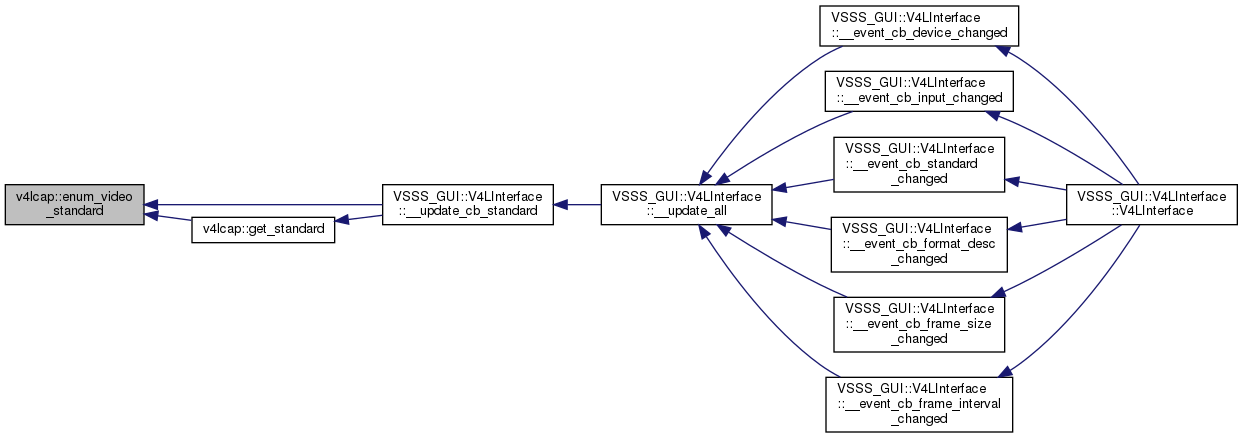 v4lcap::enum_video
_standard
v4lcap::get_standard
VSSS_GUI::V4LInterface
::__update_cb_standard
VSSS_GUI::V4LInterface
::__update_all
VSSS_GUI::V4LInterface
::__event_cb_device_changed
VSSS_GUI::V4LInterface
::__event_cb_input_changed
VSSS_GUI::V4LInterface
::__event_cb_standard
_changed
VSSS_GUI::V4LInterface
::__event_cb_format_desc
_changed
VSSS_GUI::V4LInterface
::__event_cb_frame_size
_changed
VSSS_GUI::V4LInterface
::__event_cb_frame_interval
_changed
VSSS_GUI::V4LInterface
::V4LInterface